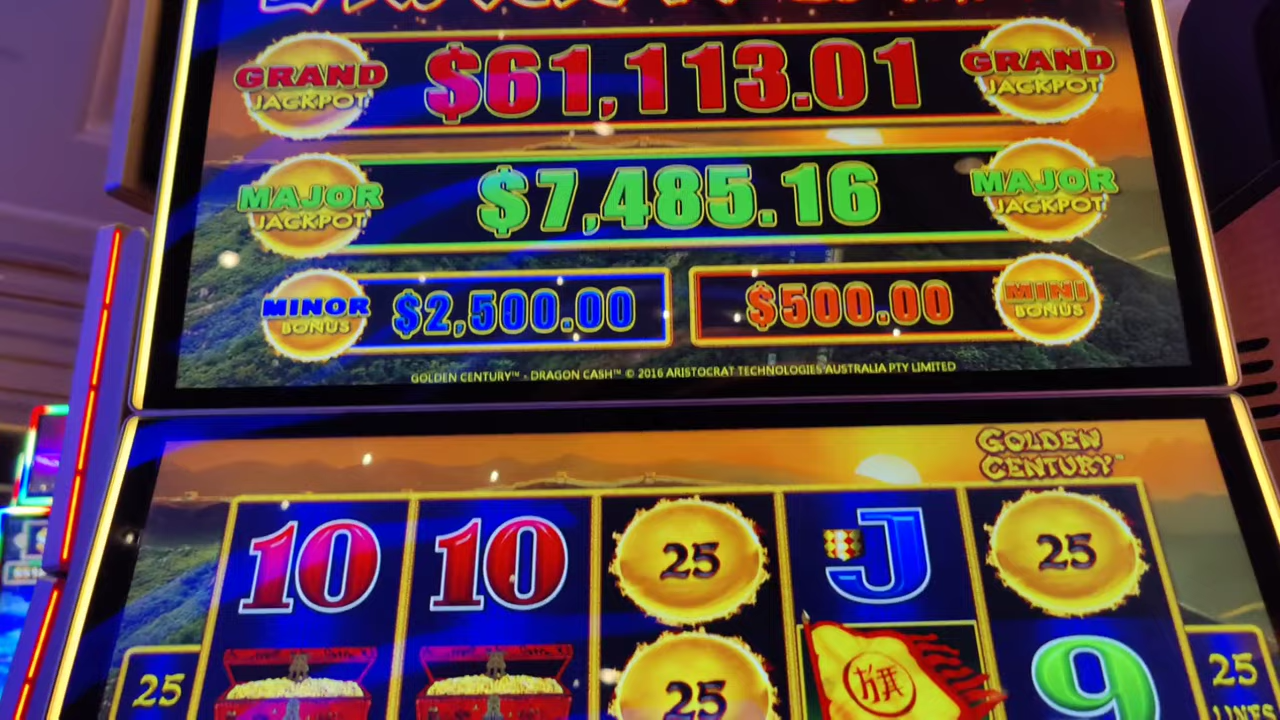 GRAND JACKPOT $61,113.01 GRAND JACKPOT
MAJOR JACKPOT $7,485.16 MAJOR JACKPOT
MINOR BONUS $2,500.00 $500.00 MINI BONUS
GOLDEN CENTURY™ - DRAGON CASH™ © 2016 ARISTOCRAT TECHNOLOGIES AUSTRALIA PTY LIMITED
GOLDEN
CENTURY™
10 10 25 J 25
25 25 旗 9 25
LINES